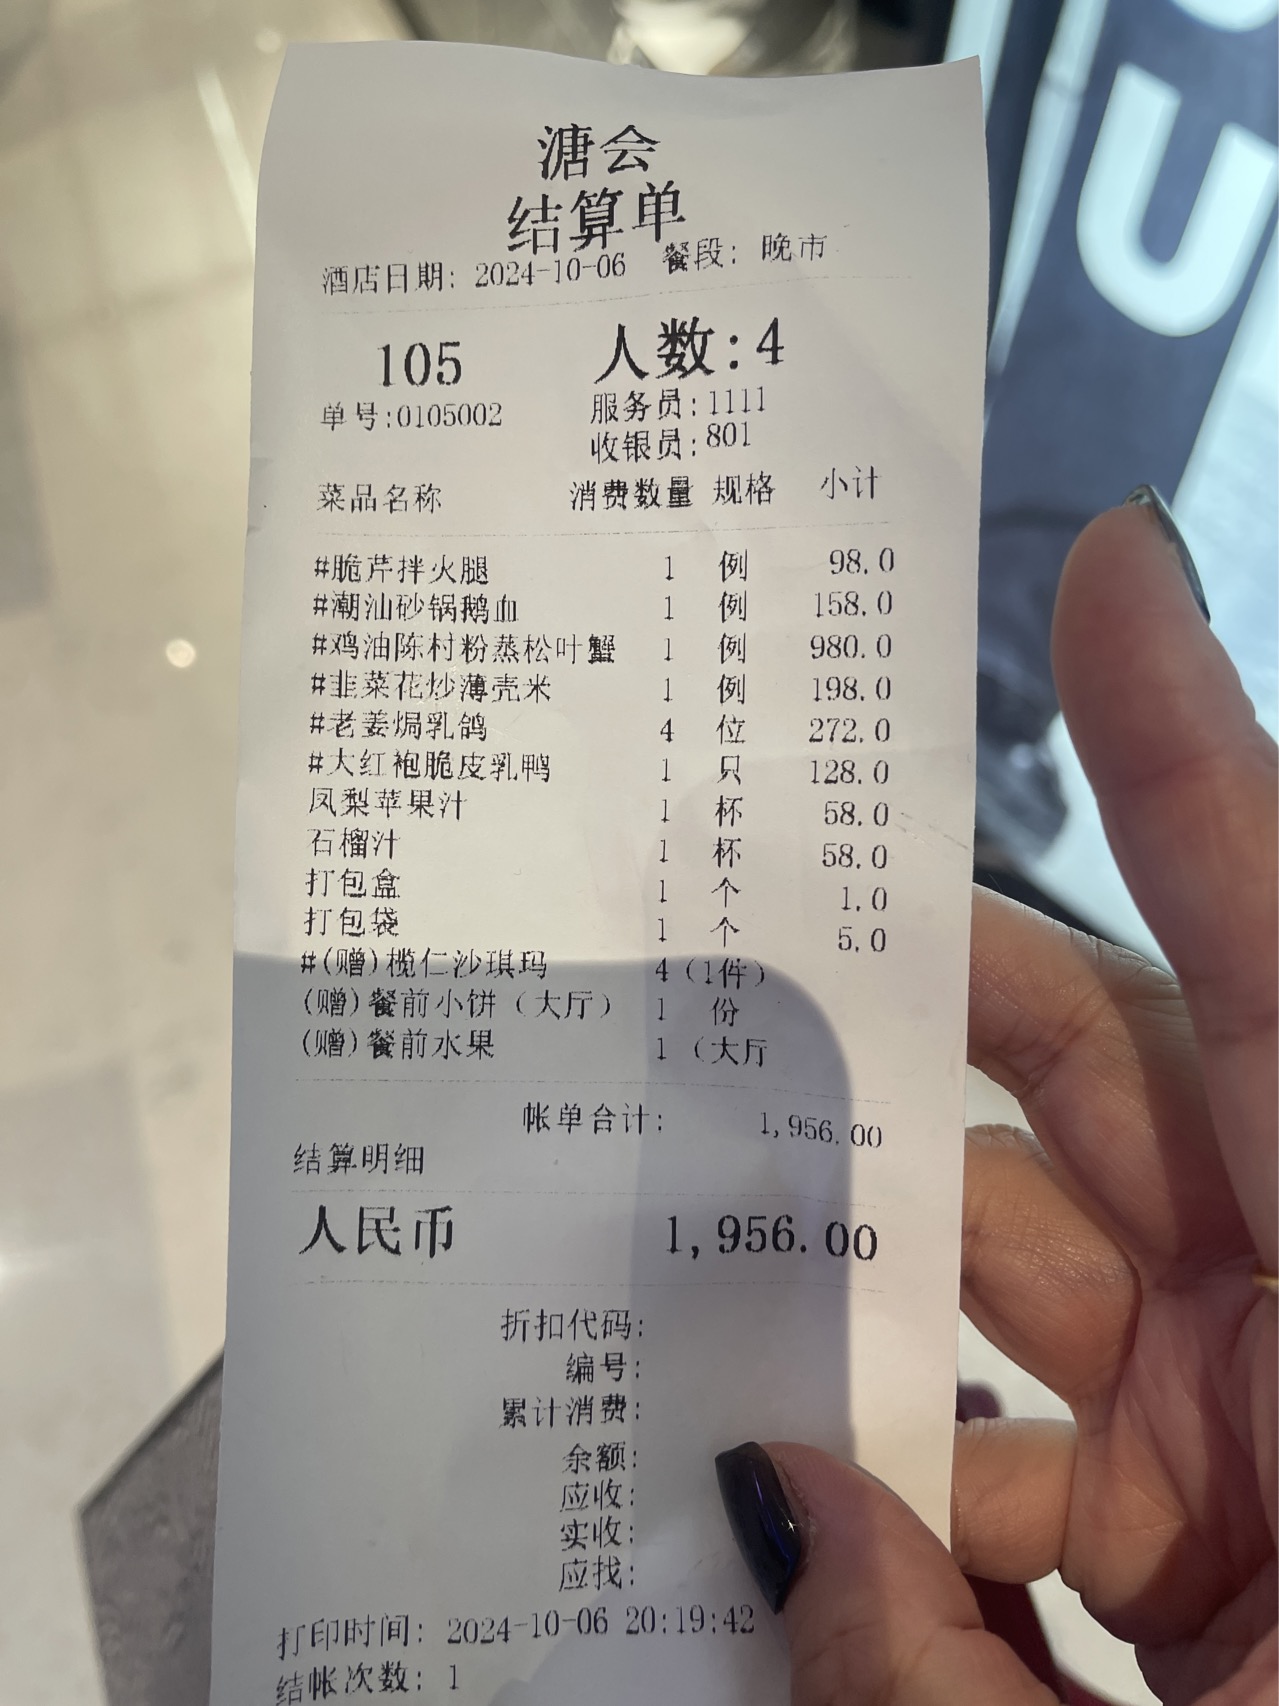 溏会
结算单
酒店日期: 2024-10-06 餐段: 晚市
105 人数:4
单号:0105002 服务员:1111
收银员:801
菜品名称 消费数量 规格 小计
#脆芹拌火腿 1 例 98.0
#潮汕砂锅鹅血 1 例 158.0
#鸡油陈村粉蒸松叶蟹 1 例 980.0
#韭菜花炒薄壳米 1 例 198.0
#老姜焗乳鸽 4 位 272.0
#大红袍脆皮乳鸭 1 只 128.0
凤梨苹果汁 1 杯 58.0
石榴汁 1 杯 58.0
打包盒 1 个 1.0
打包袋 1 个 5.0
#(赠)榄仁沙琪玛 4 (1件)
(赠)餐前小饼（大厅） 1 份
(赠)餐前水果 1 （大厅
帐单合计: 1,956.00
结算明细
人民币 1,956.00
折扣代码:
编号:
累计消费:
余额:
应收:
实收:
应找:
打印时间: 2024-10-06 20:19:42
结帐次数: 1
U